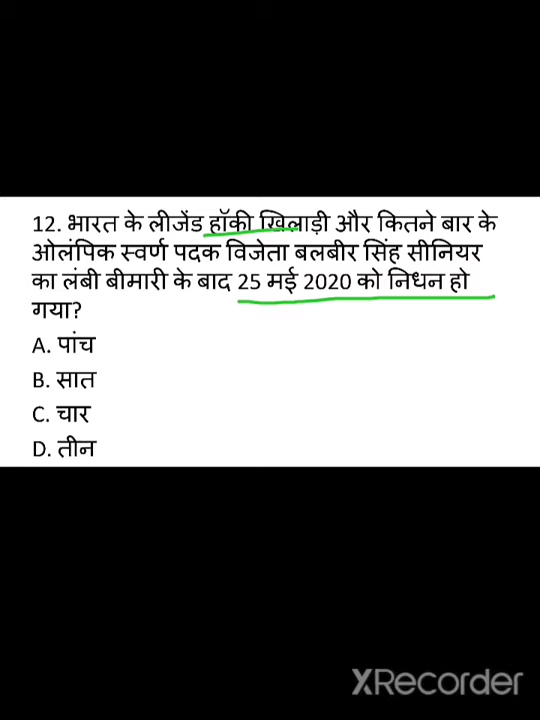 12. भारत के लीजेंड हॉकी खिलाड़ी और कितने बार के
ओलंपिक स्वर्ण पदक विजेता बलबीर सिंह सीनियर
का लंबी बीमारी के बाद 25 मई 2020 को निधन हो
गया?
A. पांच
B. सात
C. चार
D. तीन
XRecorder